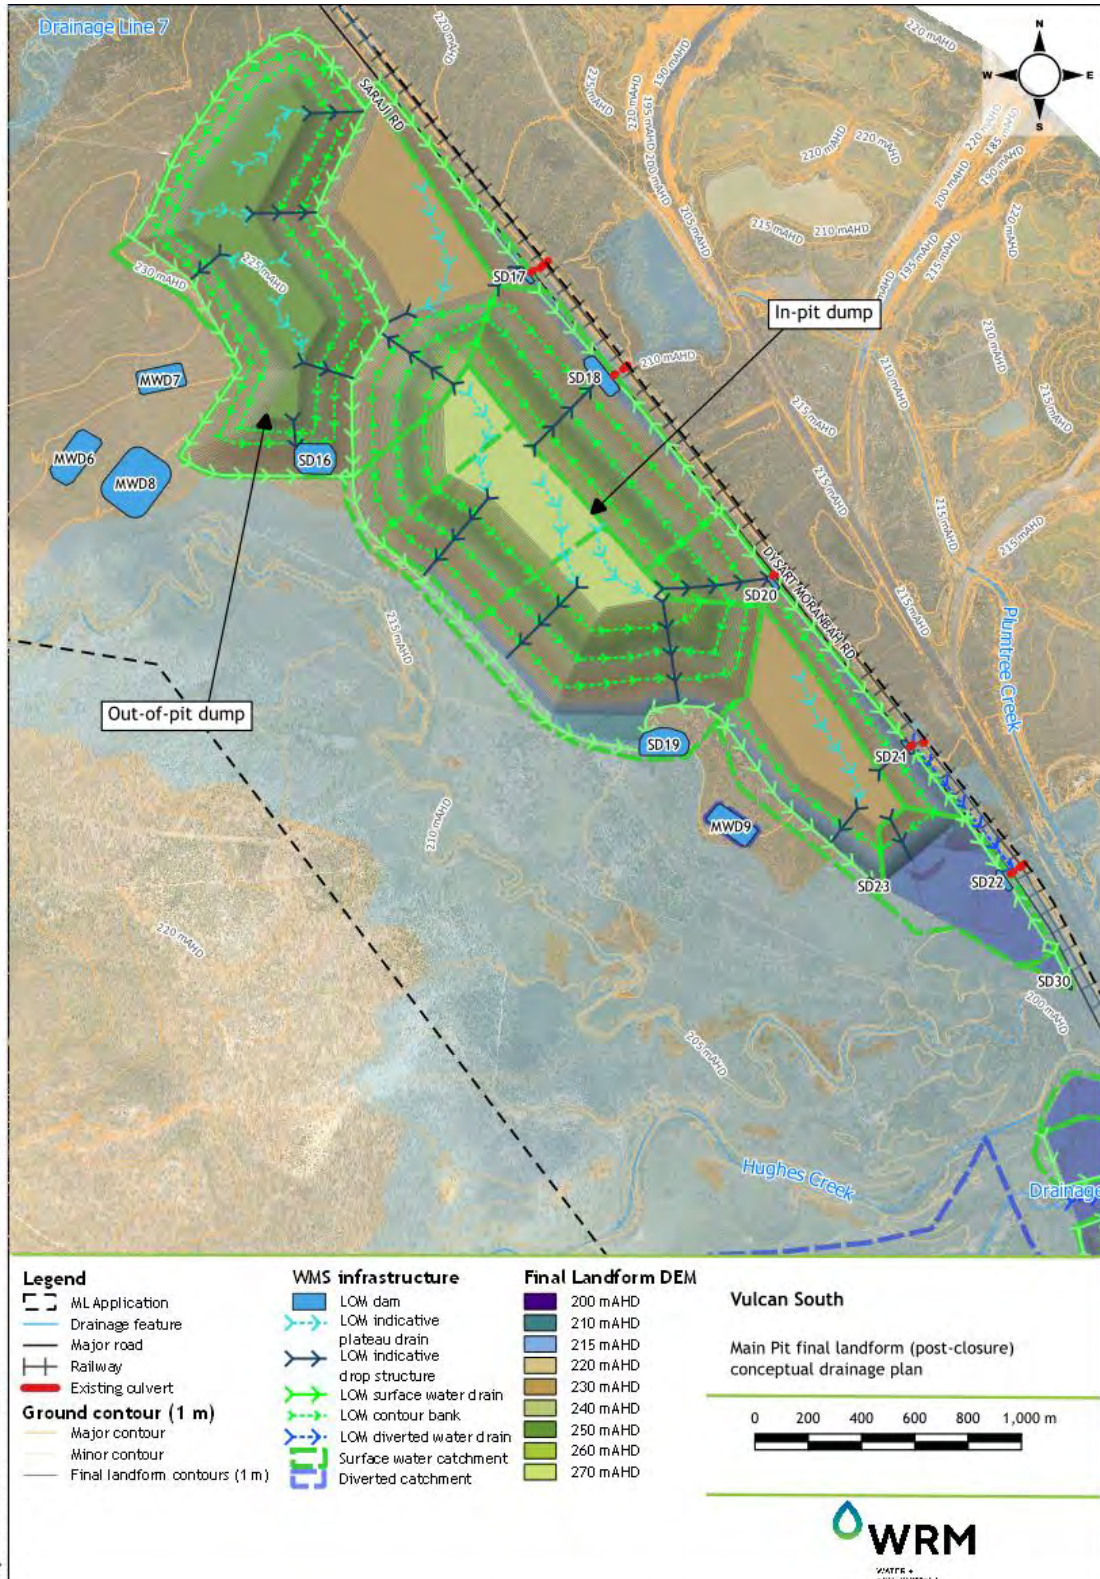 Drainage Line 7
N
W
E
S
220 mAHD
220 mAHD
190 mAHD
225 mAHD
220 mAHD
195 mAHD
200 mAHD
205 mAHD
220 mAHD
220 mAHD
220 mAHD
185 mAHD
190 mAHD
200 mAHD
220 mAHD
195 mAHD
215 mAHD
215 mAHD
210 mAHD
SARAJI RD
SD17
230 mAHD
225 mAHD
In-pit dump
210 mAHD
SD18
210 mAHD
210 mAHD
215 mAHD
MWD7
MWD6
MWD8
SD16
215 mAHD
215 mAHD
215 mAHD
215 mAHD
215 mAHD
DYSART MORANBAH RD
SD20
Plumtree Creek
215 mAHD
Out-of-pit dump
SD19
SD21
210 mAHD
MWD9
SD23
SD22
220 mAHD
SD30
200 mAHD
205 mAHD
Hughes Creek
Drainage
Legend
ML Application
Drainage feature
Major road
Railway
Existing culvert
Ground contour (1 m)
Major contour
Minor contour
Final landform contours (1 m)
WMS infrastructure
LOM dam
LOM indicative
plateau drain
LOM indicative
drop structure
LOM surface water drain
LOM contour bank
LOM diverted water drain
Surface water catchment
Diverted catchment
Final Landform DEM
200 mAHD
210 mAHD
215 mAHD
220 mAHD
230 mAHD
240 mAHD
250 mAHD
260 mAHD
270 mAHD
Vulcan South
Main Pit final landform (post-closure)
conceptual drainage plan
0 200 400 600 800 1,000 m
WRM
WATER +